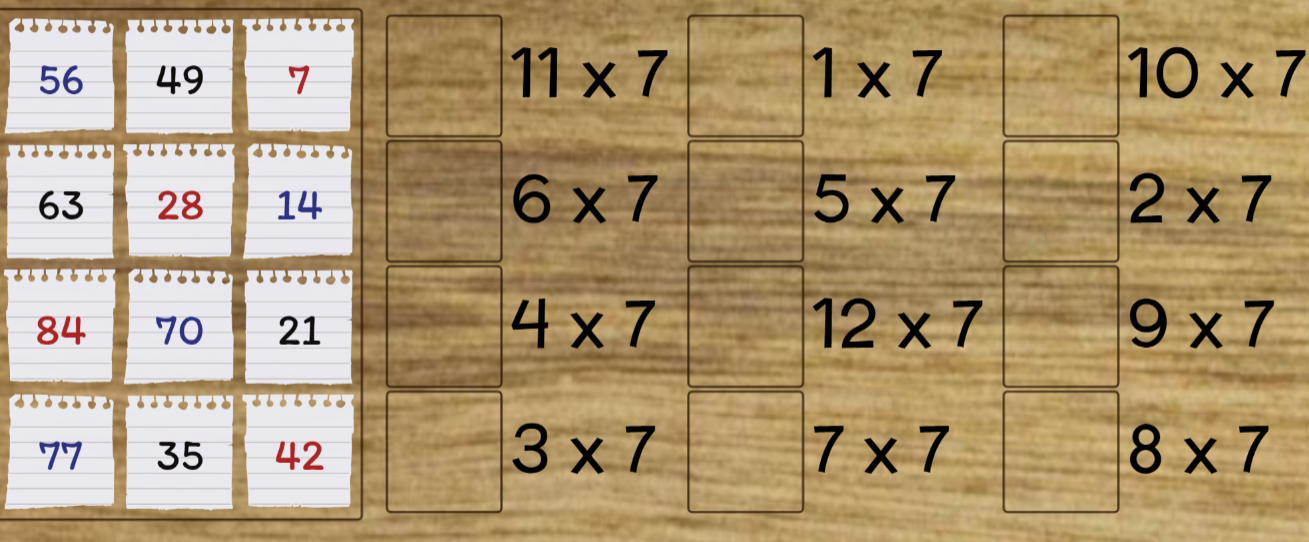 56 49 7 11 x 7 1 x 7 10 x 7
63 28 14 6 x 7 5 x 7 2 x 7
84 70 21 4 x 7 12 x 7 9 x 7
77 35 42 3 x 7 7 x 7 8 x 7